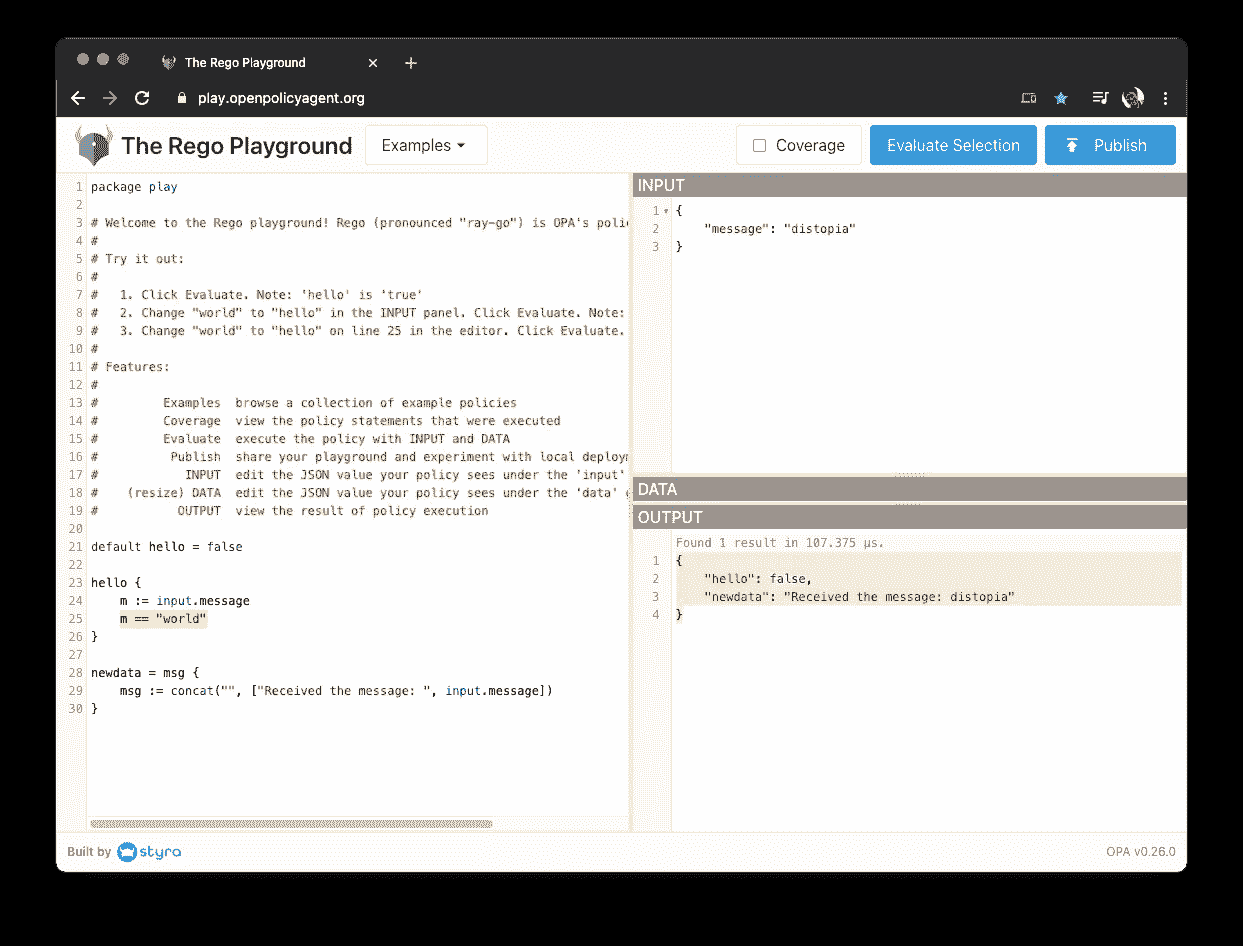 The Rego Playground
play.openpolicyagent.org
The Rego Playground
Examples
Coverage
Evaluate Selection
Publish
1 package play
2
3 # Welcome to the Rego playground! Rego (pronounced "ray-go") is OPA's poli
4 #
5 # Try it out:
6 #
7 #   1. Click Evaluate. Note: 'hello' is 'true'
8 #   2. Change "world" to "hello" in the INPUT panel. Click Evaluate. Note:
9 #   3. Change "world" to "hello" on line 25 in the editor. Click Evaluate.
10 #
11 # Features:
12 #
13 #         Examples  browse a collection of example policies
14 #         Coverage  view the policy statements that were executed
15 #         Evaluate  execute the policy with INPUT and DATA
16 #          Publish  share your playground and experiment with local deploym
17 #            INPUT  edit the JSON value your policy sees under the 'input'
18 #    (resize) DATA  edit the JSON value your policy sees under the 'data'
19 #           OUTPUT  view the result of policy execution
20
21 default hello = false
22
23 hello {
24     m := input.message
25     m == "world"
26 }
27
28 newdata = msg {
29     msg := concat("", ["Received the message: ", input.message])
30 }
INPUT
1 {
2     "message": "distopia"
3 }
DATA
OUTPUT
Found 1 result in 107.375 µs.
1 {
2     "hello": false,
3     "newdata": "Received the message: distopia"
4 }
Built by styra
OPA v0.26.0